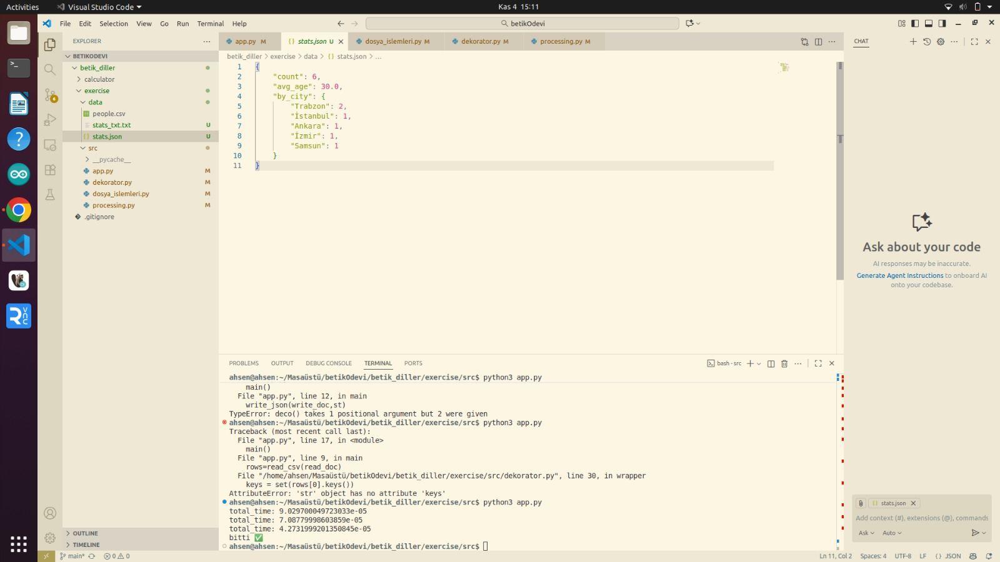 Activities
Visual Studio Code
Kas 4 15:11
File Edit Selection View Go Run Terminal Help
betikOdevi
EXPLORER
BETIKODEVI
betik_diller
calculator
exercise
data
people.csv
stats_txt.txt U
stats.json U
src
__pycache__
app.py M
dekorator.py M
dosya_islemleri.py M
processing.py M
.gitignore
OUTLINE
TIMELINE
app.py M
stats.json U
dosya_islemleri.py M
dekorator.py M
processing.py M
betik_diller > exercise > data > {} stats.json > ...
1 {
2 "count": 6,
3 "avg_age": 30.0,
4 "by_city": {
5 "Trabzon": 2,
6 "İstanbul": 1,
7 "Ankara": 1,
8 "İzmir": 1,
9 "Samsun": 1
10 }
11 }
PROBLEMS OUTPUT DEBUG CONSOLE TERMINAL PORTS
bash - src
ahsen@ahsen:~/Masaüstü/betikOdevi/betik_diller/exercise/src$ python3 app.py
main()
File "app.py", line 12, in main
write_json(write_doc,st)
TypeError: deco() takes 1 positional argument but 2 were given
ahsen@ahsen:~/Masaüstü/betikOdevi/betik_diller/exercise/src$ python3 app.py
Traceback (most recent call last):
File "app.py", line 17, in <module>
main()
File "app.py", line 9, in main
rows=read_csv(read_doc)
File "/home/ahsen/Masaüstü/betikOdevi/betik_diller/exercise/src/dekorator.py", line 30, in wrapper
keys = set(rows[0].keys())
AttributeError: 'str' object has no attribute 'keys'
ahsen@ahsen:~/Masaüstü/betikOdevi/betik_diller/exercise/src$ python3 app.py
total_time: 9.029700049723033e-05
total_time: 7.08779998603859e-05
total_time: 4.2731999201350845e-05
bitti ✅
ahsen@ahsen:~/Masaüstü/betikOdevi/betik_diller/exercise/src$
CHAT
Ask about your code
AI responses may be inaccurate.
Generate Agent Instructions to onboard AI
onto your codebase.
{} stats.json
Add context (#), extensions (@), commands
Ask
Auto
main*
0 0
Ln 11, Col 2
Spaces: 4
UTF-8
LF
{} JSON